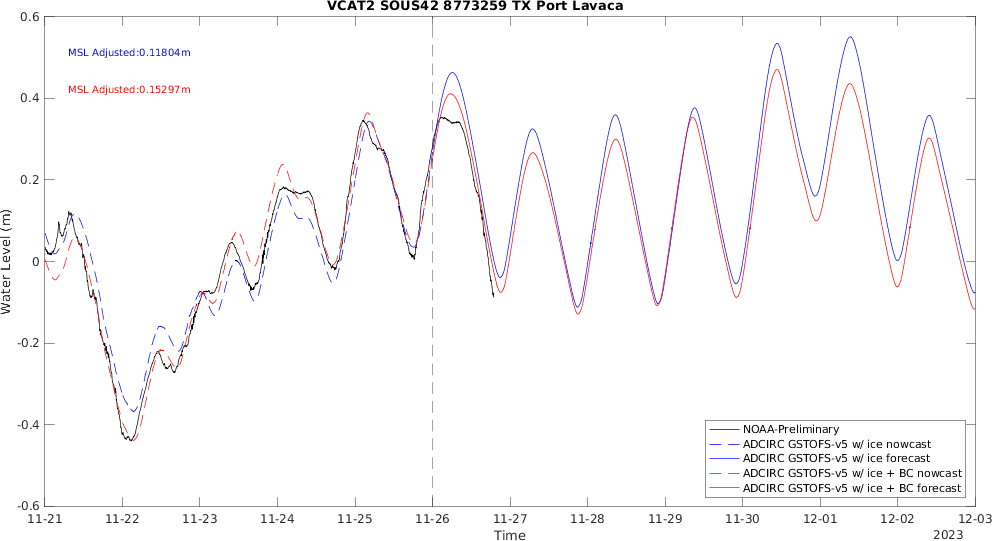 VCAT2 SOUS42 8773259 TX Port Lavaca
0.6
MSL Adjusted:0.11804m
MSL Adjusted:0.15297m
0.4
0.2
0
-0.2
-0.4
-0.6
Water Level (m)
NOAA-Preliminary
ADCIRC GSTOFS-v5 w/ ice nowcast
ADCIRC GSTOFS-v5 w/ ice forecast
ADCIRC GSTOFS-v5 w/ ice + BC nowcast
ADCIRC GSTOFS-v5 w/ ice + BC forecast
11-21 11-22 11-23 11-24 11-25 11-26 11-27 11-28 11-29 11-30 12-01 12-02 12-03
Time
2023